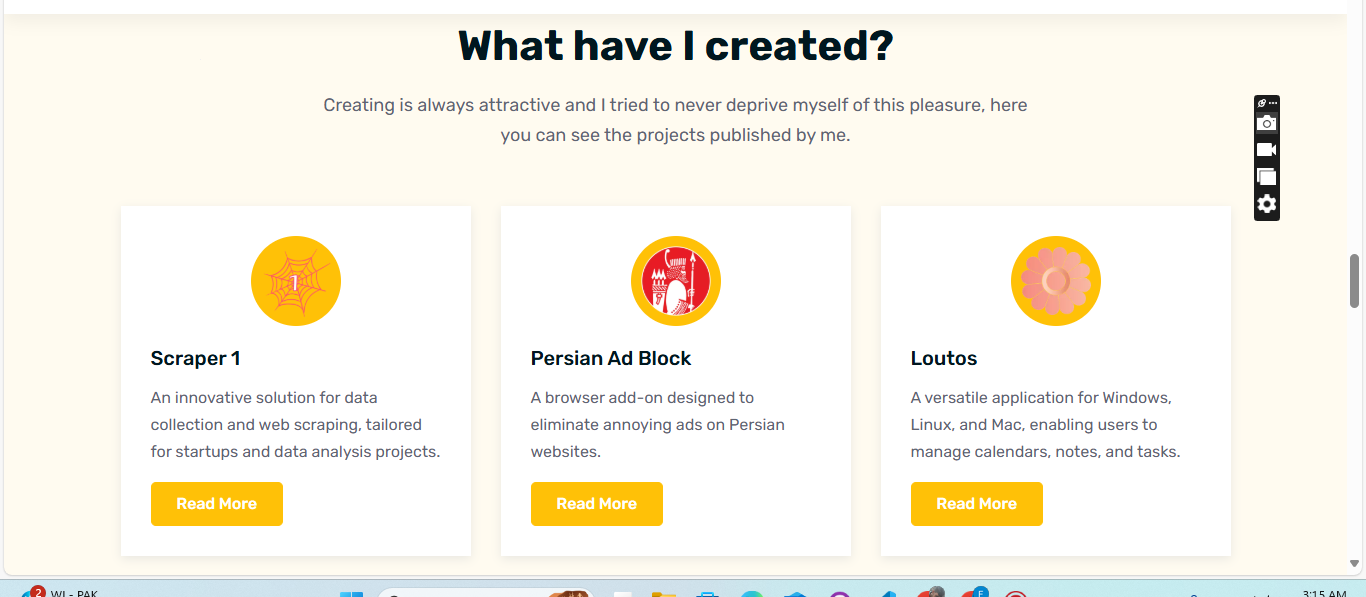 What have I created?
Creating is always attractive and I tried to never deprive myself of this pleasure, here
you can see the projects published by me.
1
Scraper 1
An innovative solution for data
collection and web scraping, tailored
for startups and data analysis projects.
Read More
Persian Ad Block
A browser add-on designed to
eliminate annoying ads on Persian
websites.
Read More
Loutos
A versatile application for Windows,
Linux, and Mac, enabling users to
manage calendars, notes, and tasks.
Read More
2
WI - PAK
F
3:15 AM